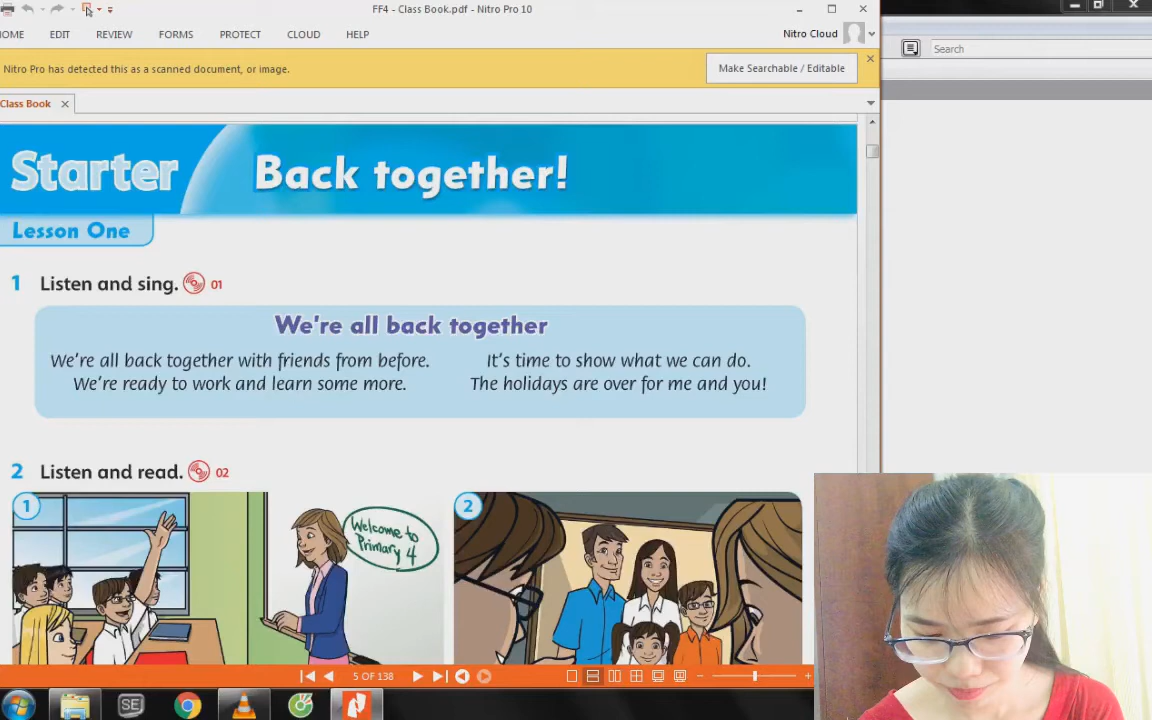 FF4 - Class Book.pdf - Nitro Pro 10
OME EDIT REVIEW FORMS PROTECT CLOUD HELP
Nitro Cloud
Search
Nitro Pro has detected this as a scanned document, or image.
Make Searchable / Editable
Class Book
Starter
Back together!
Lesson One
1 Listen and sing. 01
We're all back together
We're all back together with friends from before.
We're ready to work and learn some more.
It's time to show what we can do.
The holidays are over for me and you!
2 Listen and read. 02
1
Welcome to
Primary 4
2
5 OF 138
SE